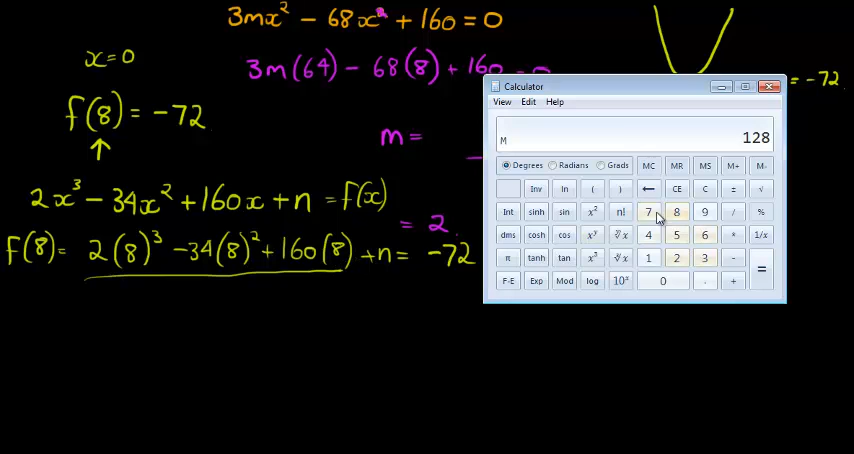 3mx² - 68x² + 160 = 0
x = 0
3m(64) - 68(8) + 160
f(8) = -72
m =
= -72
2x³ - 34x² + 160x + n = f(x)
= 2
f(8) = 2(8)³ - 34(8)² + 160(8) + n = -72
Calculator
View Edit Help
M 128
Degrees Radians Grads MC MR MS M+ M-
Inv ln ( ) ← CE C ± √
Int sinh sin x² n! 7 8 9 / %
dms cosh cos xʸ ʸ√x 4 5 6 * 1/x
π tanh tan x³ ³√x 1 2 3 - =
F-E Exp Mod log 10ˣ 0 . +